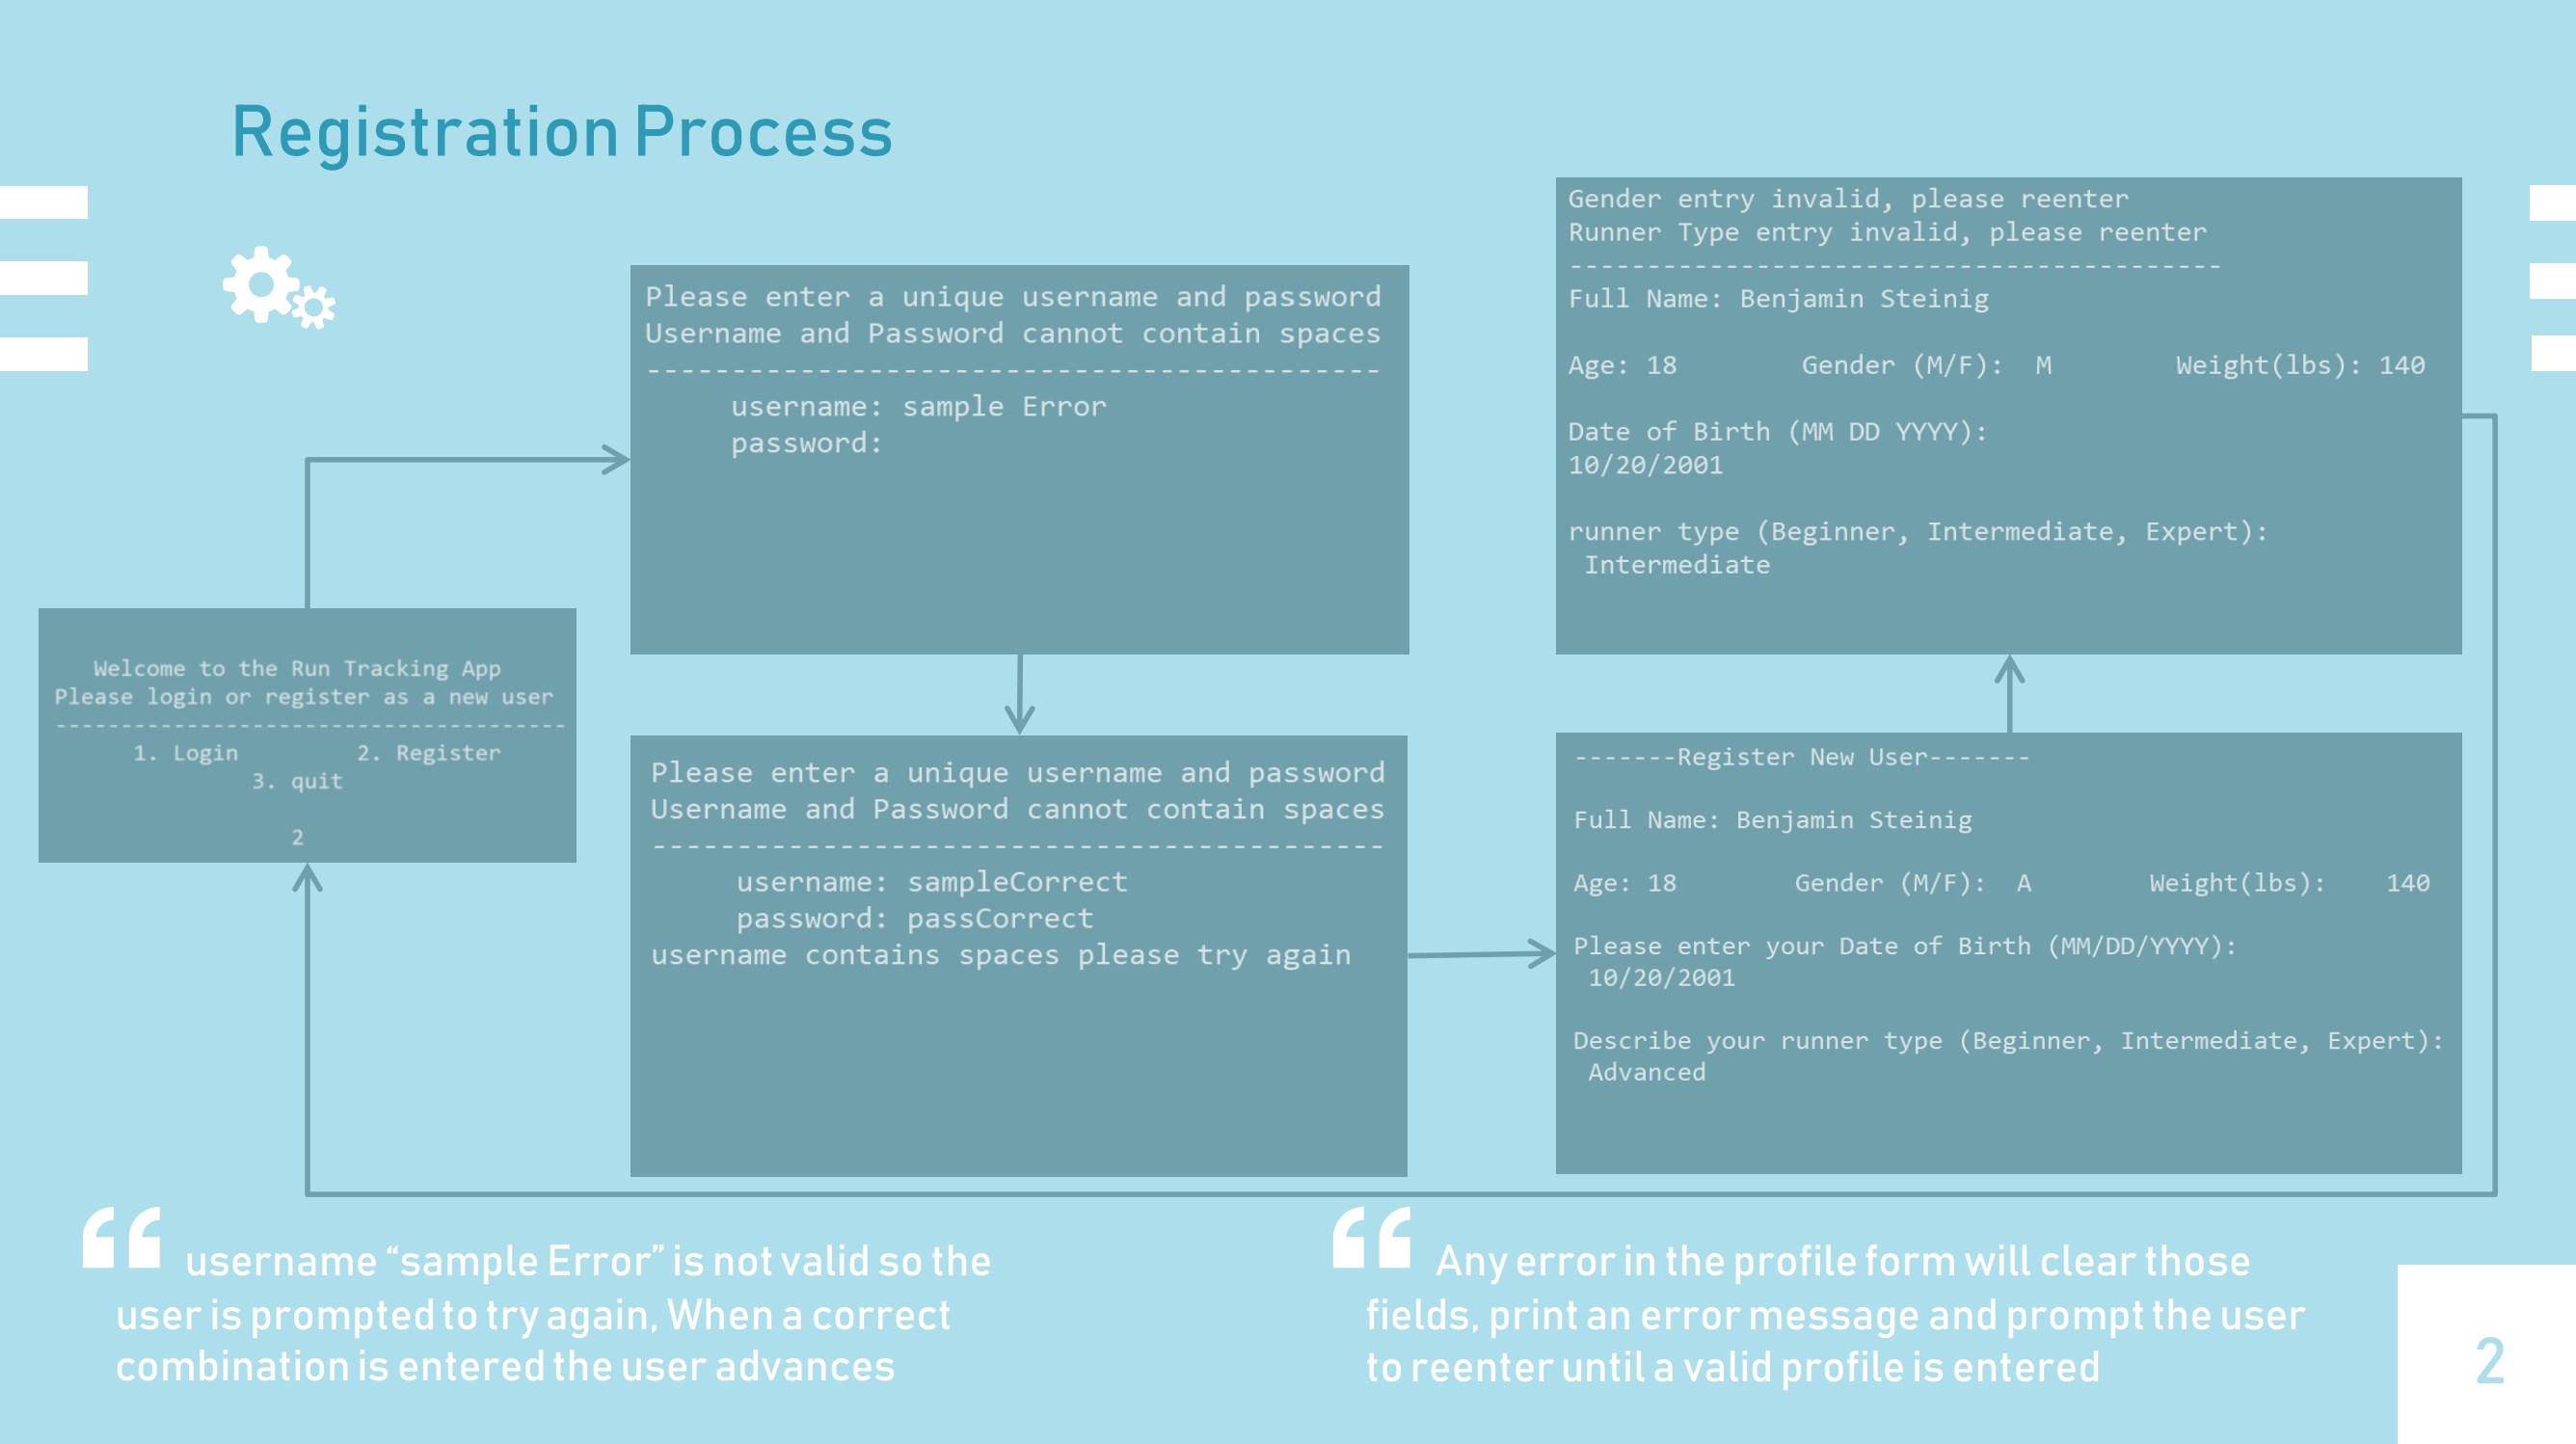 Registration Process
Welcome to the Run Tracking App
Please login or register as a new user
---------------------------------------
1. Login 2. Register
3. quit
2
Please enter a unique username and password
Username and Password cannot contain spaces
-------------------------------------------
username: sample Error
password:
Please enter a unique username and password
Username and Password cannot contain spaces
-------------------------------------------
username: sampleCorrect
password: passCorrect
username contains spaces please try again
-------Register New User-------
Full Name: Benjamin Steinig
Age: 18 Gender (M/F): A Weight(lbs): 140
Please enter your Date of Birth (MM/DD/YYYY):
10/20/2001
Describe your runner type (Beginner, Intermediate, Expert):
Advanced
Gender entry invalid, please reenter
Runner Type entry invalid, please reenter
------------------------------------------
Full Name: Benjamin Steinig
Age: 18 Gender (M/F): M Weight(lbs): 140
Date of Birth (MM DD YYYY):
10/20/2001
runner type (Beginner, Intermediate, Expert):
Intermediate
“ username “sample Error” is not valid so the
user is prompted to try again, When a correct
combination is entered the user advances
“ Any error in the profile form will clear those
fields, print an error message and prompt the user
to reenter until a valid profile is entered
2